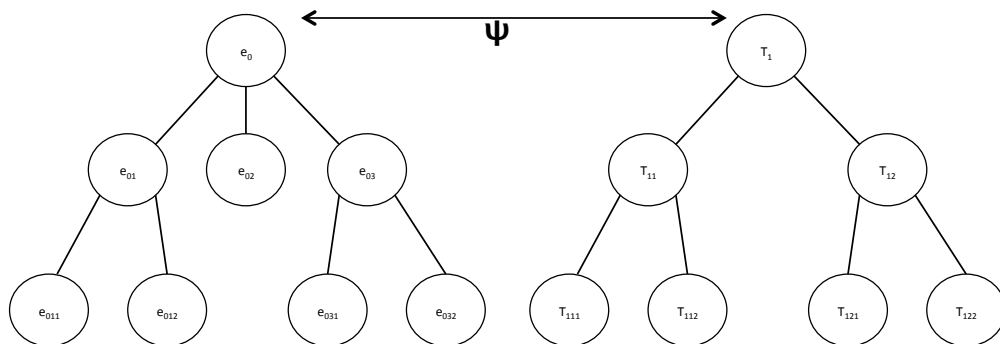 Ψ
e₀ T₁
e₀₁ e₀₂ e₀₃ T₁₁ T₁₂
e₀₁₁ e₀₁₂ e₀₃₁ e₀₃₂ T₁₁₁ T₁₁₂ T₁₂₁ T₁₂₂